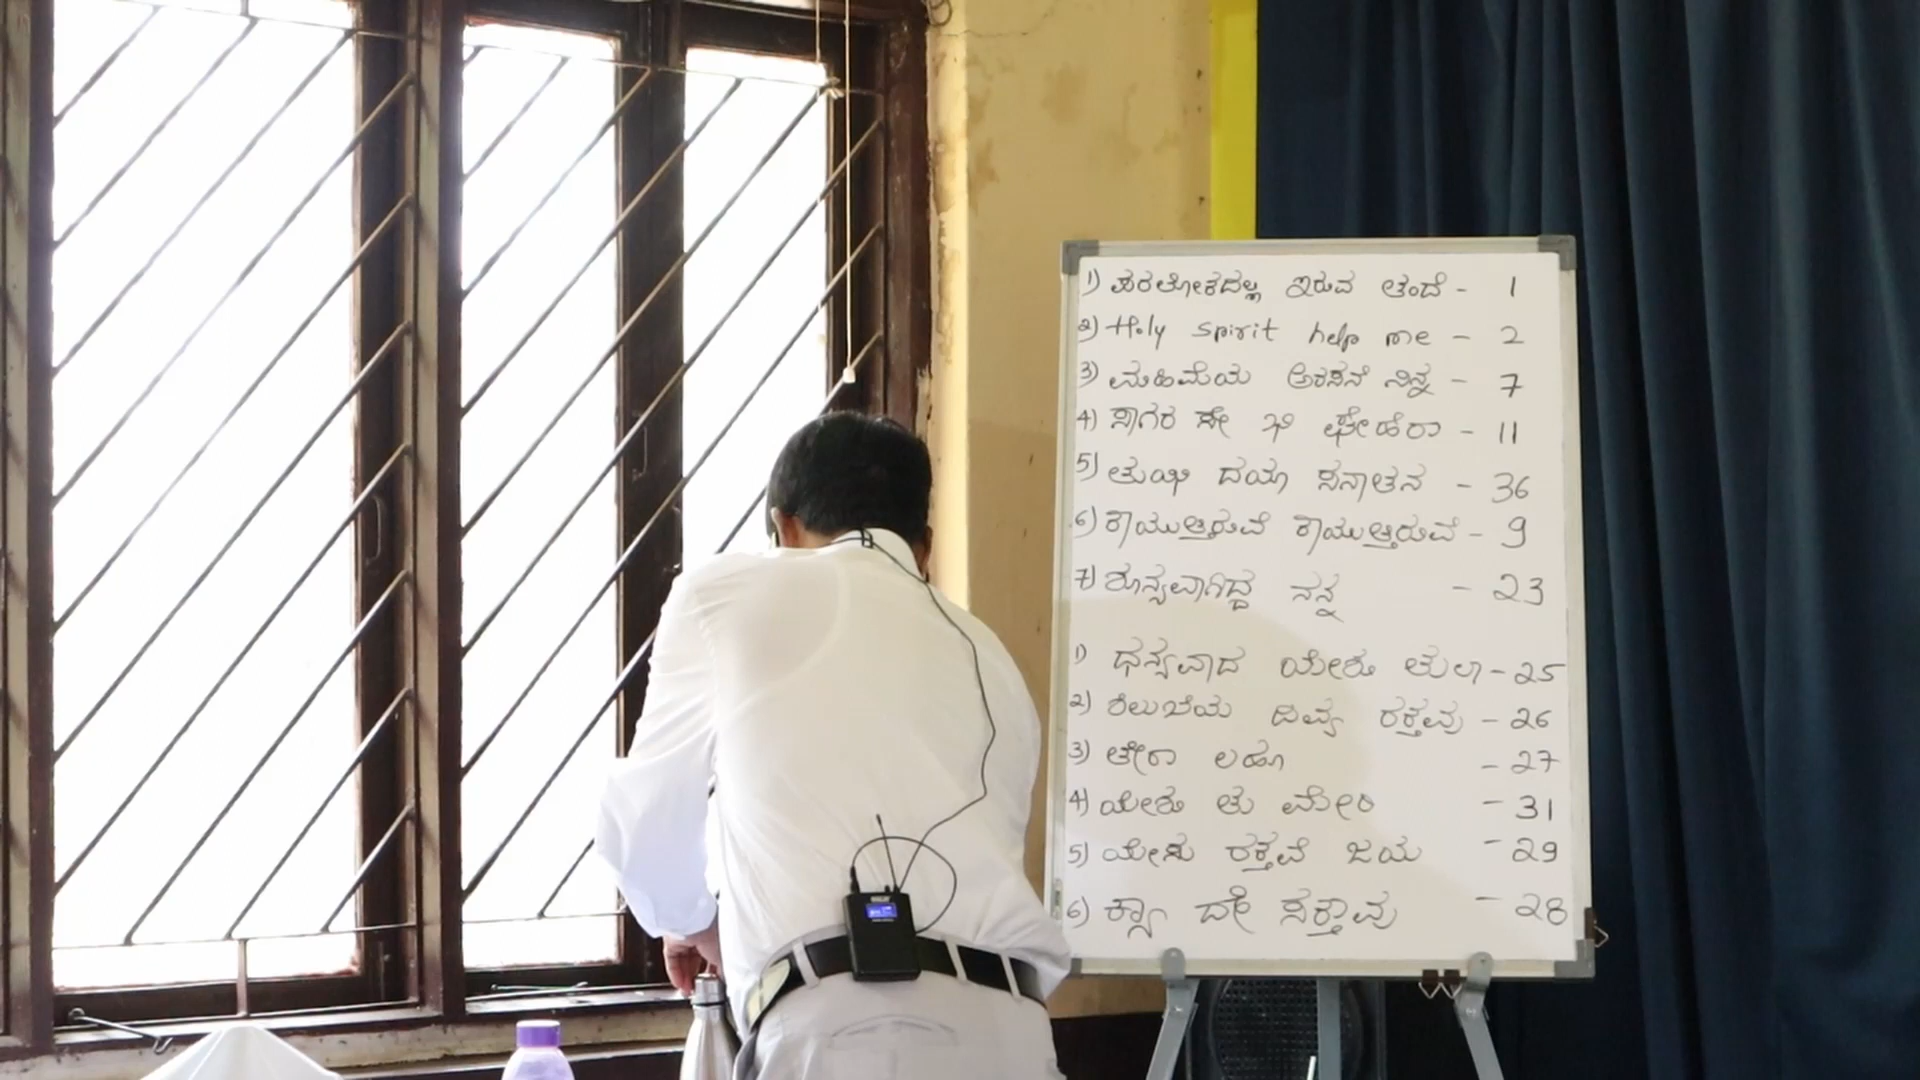 1) ಪರಲೋಕದಲ್ಲಿ ಇರುವ ತಂದೆ - 1
2) Holy spirit help me - 2
3) ಮಹಿಮೆಯ ಅರಸನೆ ನಿನ್ನ - 7
4) ಸಾಗರ ಸೇ ಭಿ ಘೇಹೆರಾ - 11
5) ತುಝಿ ದಯಾ ಸನಾತನ - 36
6) ಕಾಯುತ್ತಿರುವೆ ಕಾಯುತ್ತಿರುವೆ - 9
7) ಶೂನ್ಯವಾಗಿದ್ದ ನನ್ನ - 23
1) ಧನ್ಯವಾದ ಯೇಶೂ ತುಲಾ - 25
2) ಶಿಲುಬೆಯ ದಿವ್ಯ ರಕ್ತವು - 26
3) ತೇರಾ ಲಹೂ - 27
4) ಯೇಶು ತು ಮೇರಾ - 31
5) ಯೇಸು ರಕ್ತವೆ ಜಯ - 29
6) ದೇ - 28